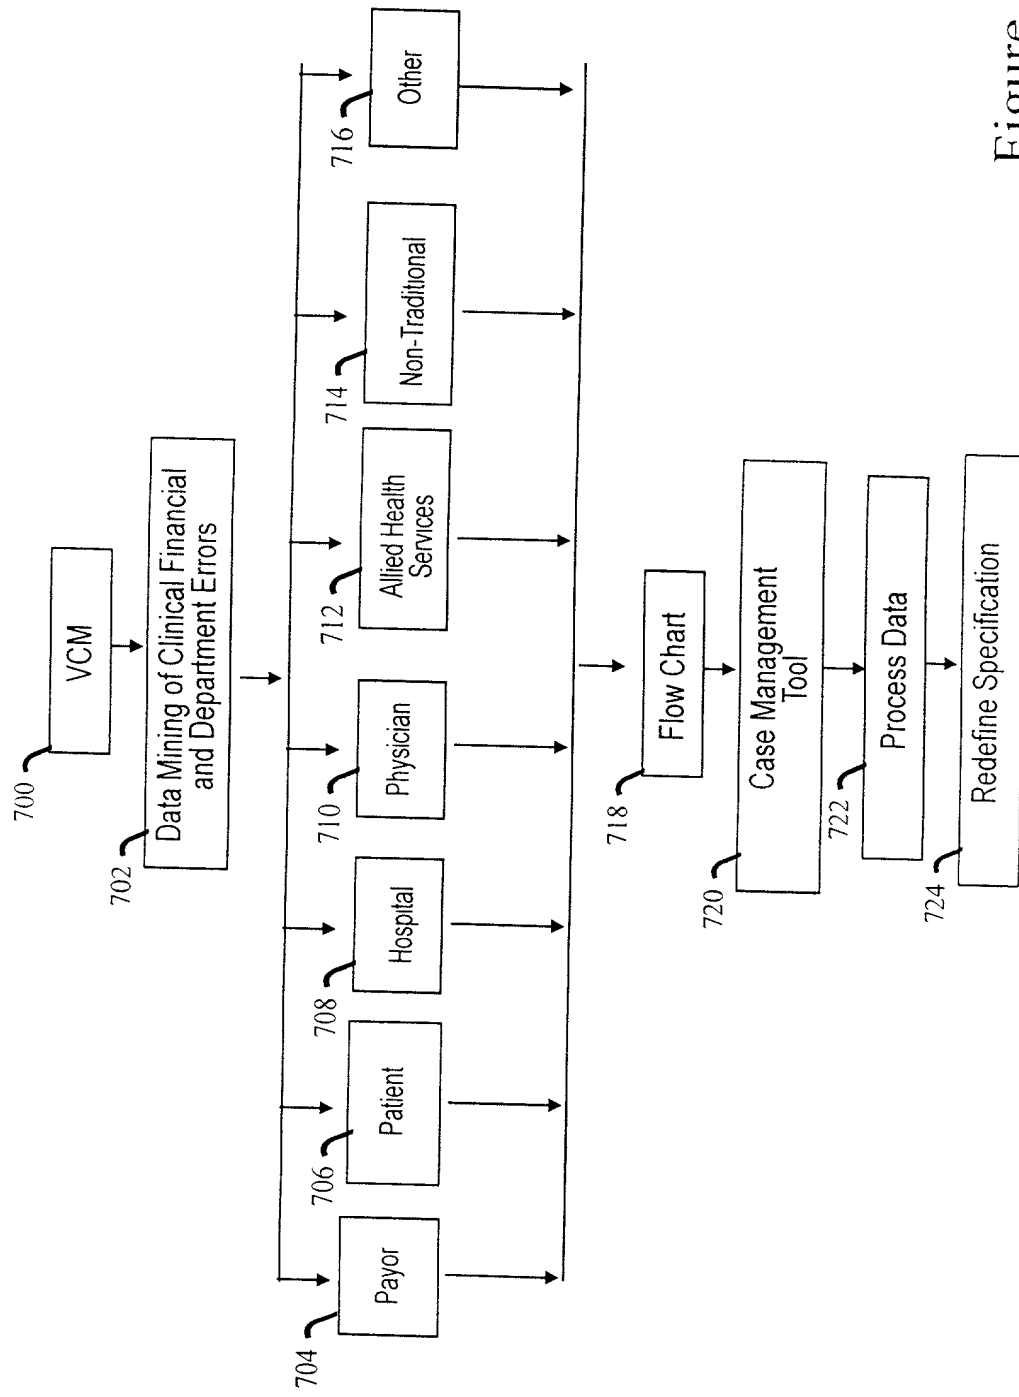 700
VCM
702
Data Mining of Clinical Financial
and Department Errors
704
Payor
706
Patient
708
Hospital
710
Physician
712
Allied Health
Services
714
Non-Traditional
716
Other
718
Flow Chart
720
Case Management
Tool
722
Process Data
724
Redefine Specification
Figure